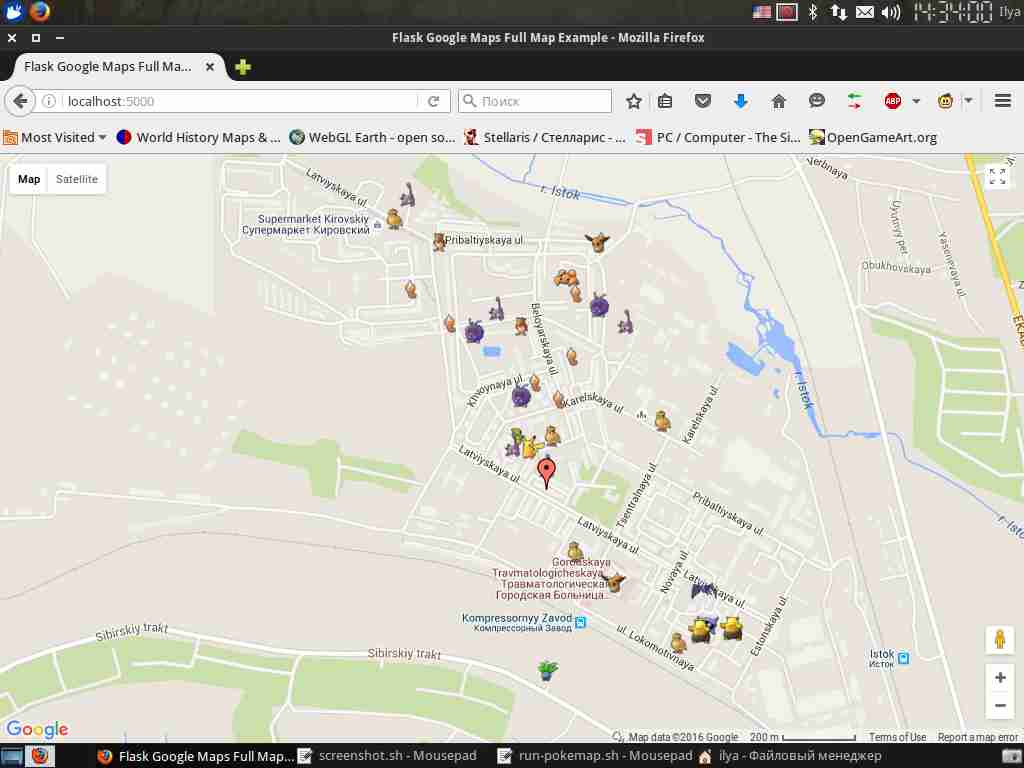 14:34:00 Ilya
Flask Google Maps Full Map Example - Mozilla Firefox
Flask Google Maps Full Ma...
localhost:5000
Поиск
ABP
Most Visited
World History Maps & ...
WebGL Earth - open so...
Stellaris / Стелларис - ...
PC / Computer - The Si...
OpenGameArt.org
Map
Satellite
Latviyskaya ul.
r. Istok
Verbnaya
Supermarket Kirovskiy
Супермаркет Кировский
Pribaltiyskaya ul.
Uyutnyy per.
Yasenevaya ul.
Obukhovskaya
Beloyarskaya ul.
Khvoynaya ul.
Karelskaya ul.
Karelskaya ul.
r. Istok
Latviyskaya ul.
Tsentralnaya ul.
Pribaltiyskaya ul.
Latviyskaya ul.
r. Istok
Gorodskaya
Travmatologicheskaya
Травматологическая
Городская Больница...
Novaya ul.
Latviyskaya ul.
Estonskaya ul.
Kompressornyy Zavod
Компрессорный Завод
ul. Lokomotivnaya
Sibirskiy trakt
Sibirskiy trakt
Istok
Исток
Google
Map data ©2016 Google
200 m
Terms of Use
Report a map error
Flask Google Maps Full Map...
screenshot.sh - Mousepad
run-pokemap.sh - Mousepad
ilya - Файловый менеджер